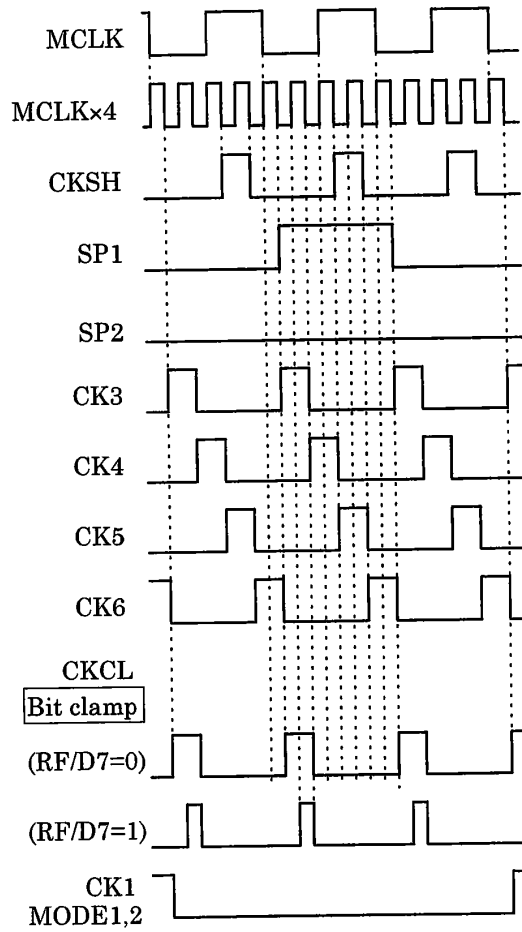 MCLK
MCLK×4
CKSH
SP1
SP2
CK3
CK4
CK5
CK6
CKCL
Bit clamp
(RF/D7=0)
(RF/D7=1)
CK1
MODE1,2